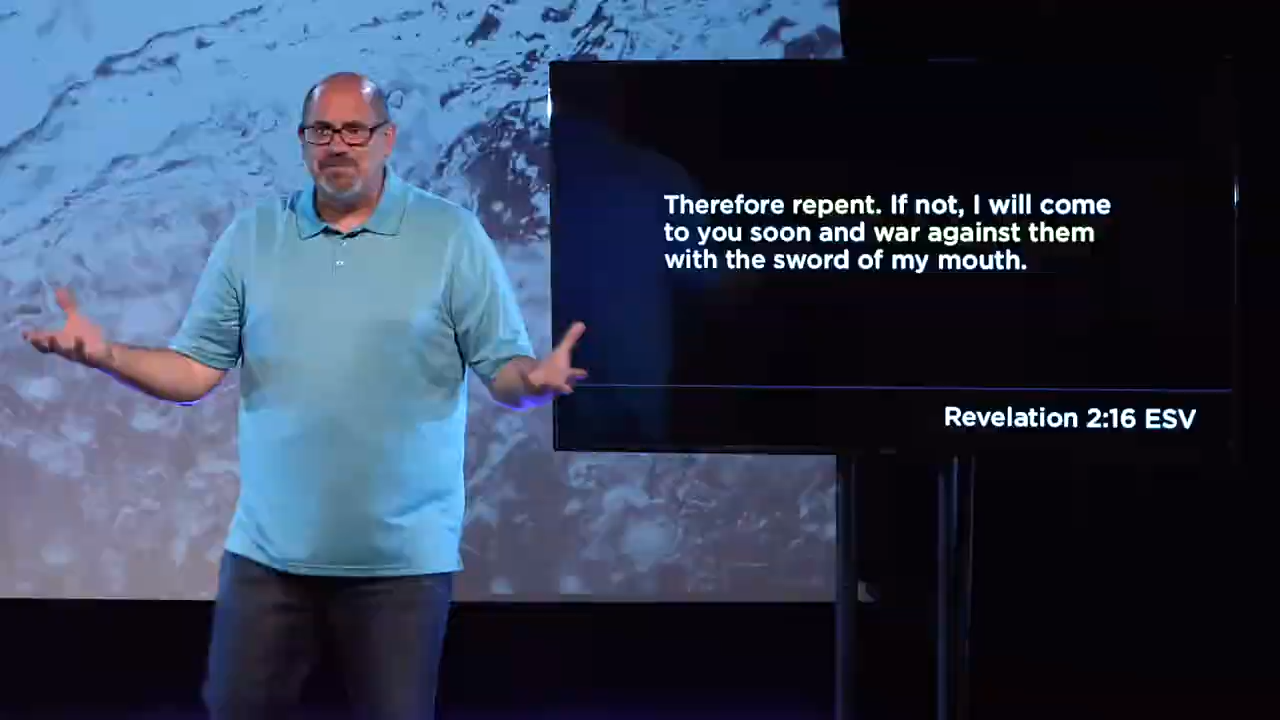 Therefore repent. If not, I will come
to you soon and war against them
with the sword of my mouth.
Revelation 2:16 ESV